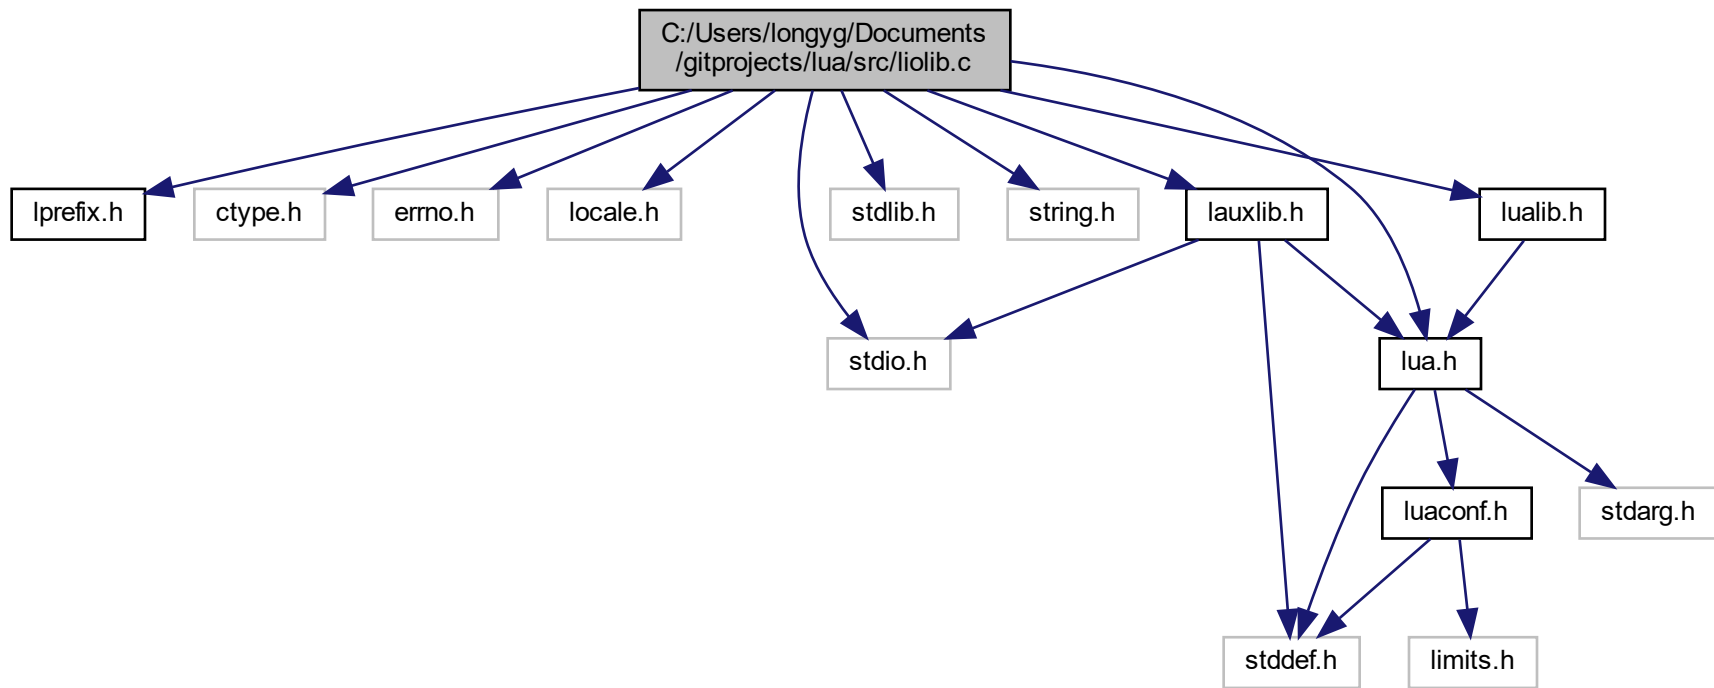 C:/Users/longyg/Documents
/gitprojects/lua/src/liolib.c
lprefix.h
ctype.h
errno.h
locale.h
stdlib.h
string.h
lauxlib.h
lualib.h
stdio.h
lua.h
luaconf.h
stdarg.h
stddef.h
limits.h